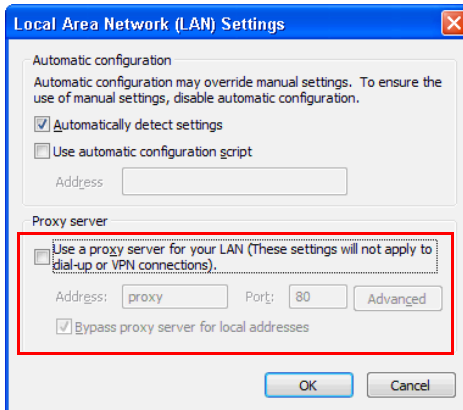 Local Area Network (LAN) Settings
Automatic configuration
Automatic configuration may override manual settings. To ensure the
use of manual settings, disable automatic configuration.
Automatically detect settings
Use automatic configuration script
Address
Proxy server
Use a proxy server for your LAN (These settings will not apply to
dial-up or VPN connections).
Address: proxy Port: 80 Advanced
Bypass proxy server for local addresses
OK Cancel